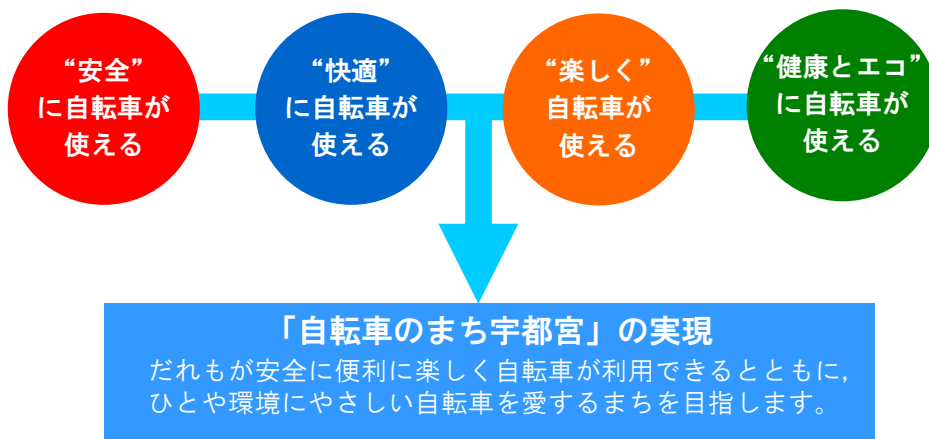 “安全”
に自転車が
使える
“快適”
に自転車が
使える
“楽しく”
自転車が
使える
“健康とエコ”
に自転車が
使える
「自転車のまち宇都宮」の実現
だれもが安全に便利に楽しく自転車が利用できるとともに，
ひとや環境にやさしい自転車を愛するまちを目指します。